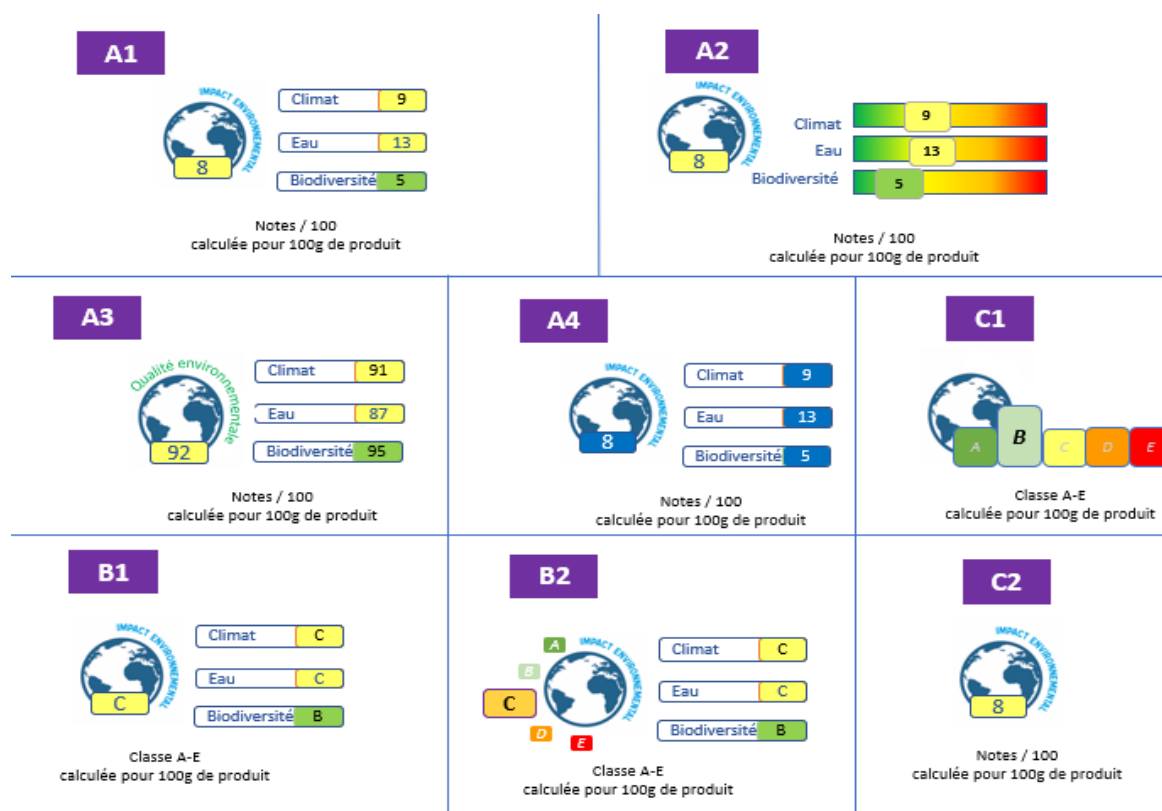 A1
IMPACT ENVIRONNEMENTAL
8
Climat 9
Eau 13
Biodiversité 5
Notes / 100
calculée pour 100g de produit
A2
IMPACT ENVIRONNEMENTAL
8
Climat 9
Eau 13
Biodiversité 5
Notes / 100
calculée pour 100g de produit
A3
Qualité environnementale
92
Climat 91
Eau 87
Biodiversité 95
Notes / 100
calculée pour 100g de produit
A4
IMPACT ENVIRONNEMENTAL
8
Climat 9
Eau 13
Biodiversité 5
Notes / 100
calculée pour 100g de produit
C1
A B C D E
Classe A-E
calculée pour 100g de produit
B1
IMPACT ENVIRONNEMENTAL
C
Climat C
Eau C
Biodiversité B
Classe A-E
calculée pour 100g de produit
B2
IMPACT ENVIRONNEMENTAL
A
B
C
D
E
Climat C
Eau C
Biodiversité B
Classe A-E
calculée pour 100g de produit
C2
IMPACT ENVIRONNEMENTAL
8
Notes / 100
calculée pour 100g de produit